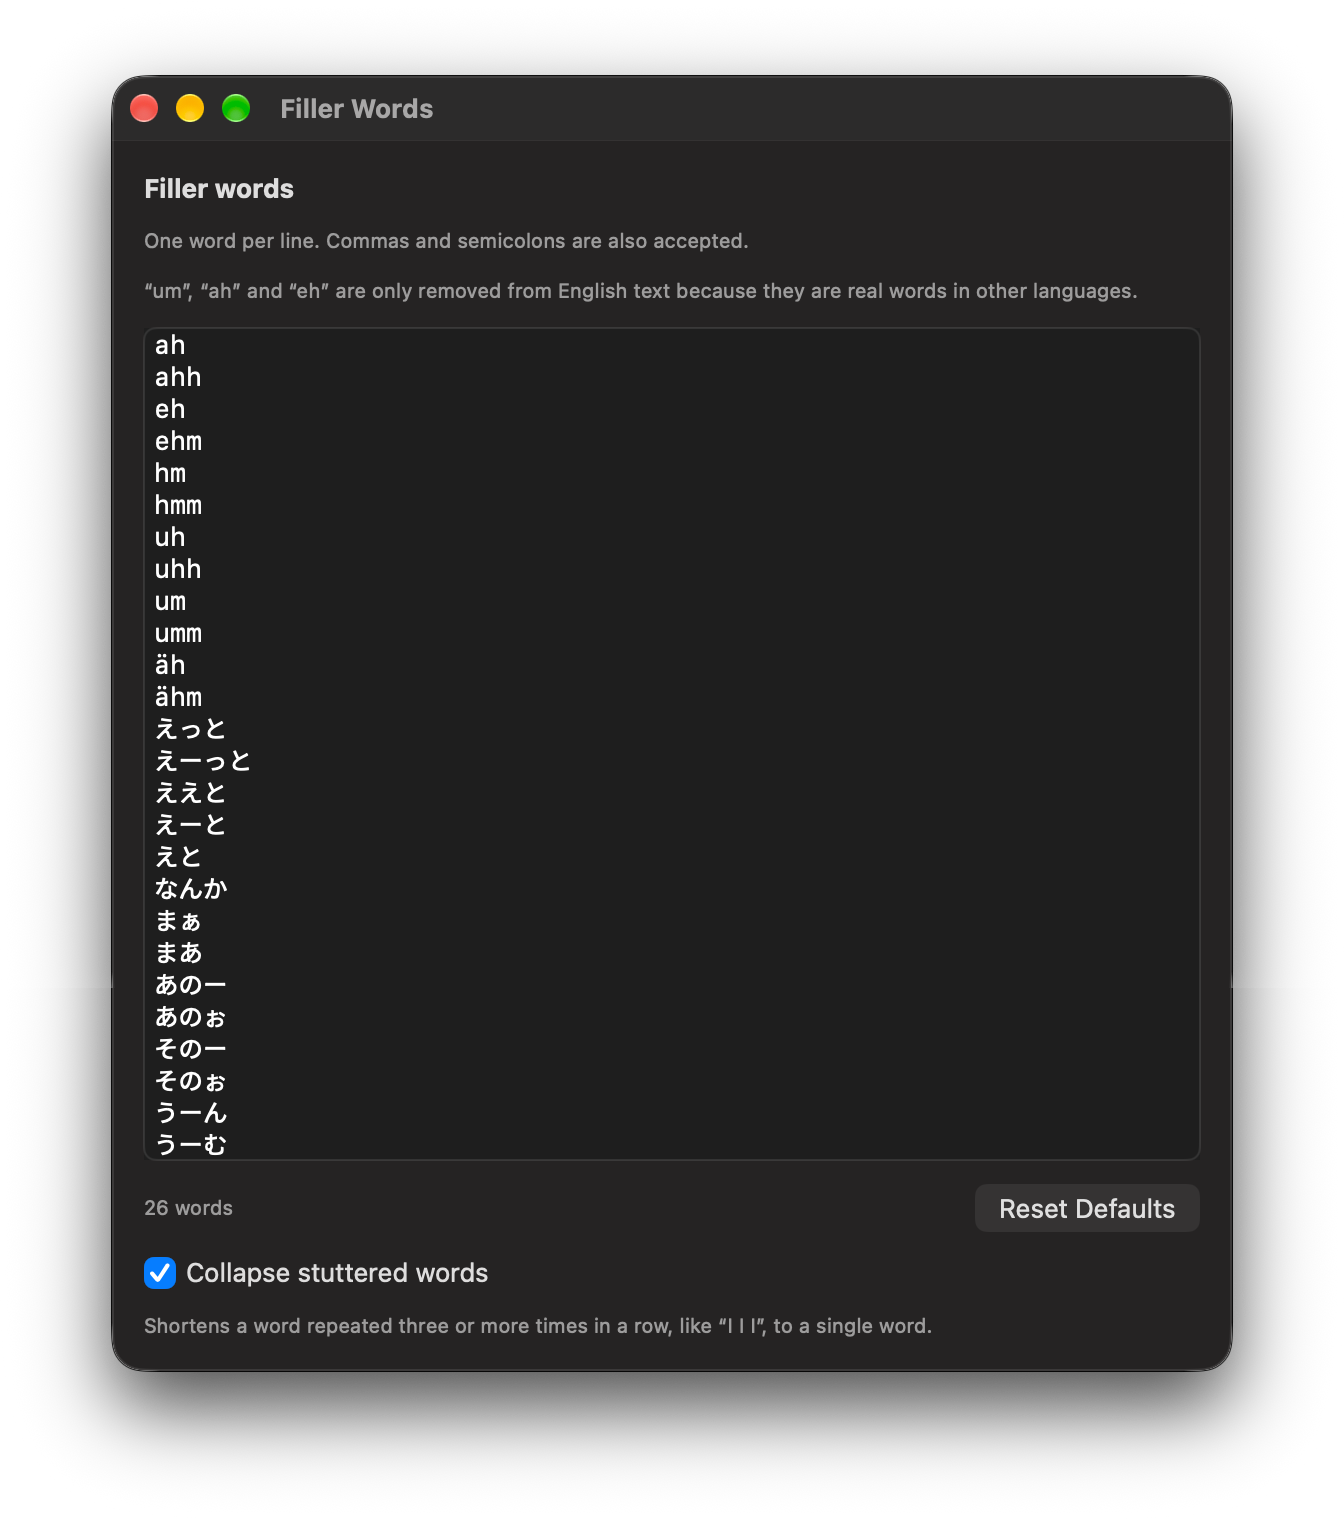 Filler Words
Filler words
One word per line. Commas and semicolons are also accepted.
“um”, “ah” and “eh” are only removed from English text because they are real words in other languages.
ah
ahh
eh
ehm
hm
hmm
uh
uhh
um
umm
äh
ähm
えっと
えーっと
ええと
えーと
えと
なんか
まぁ
まあ
あのー
あのぉ
そのー
そのぉ
うーん
うーむ
26 words
Reset Defaults
Collapse stuttered words
Shortens a word repeated three or more times in a row, like “I I I”, to a single word.